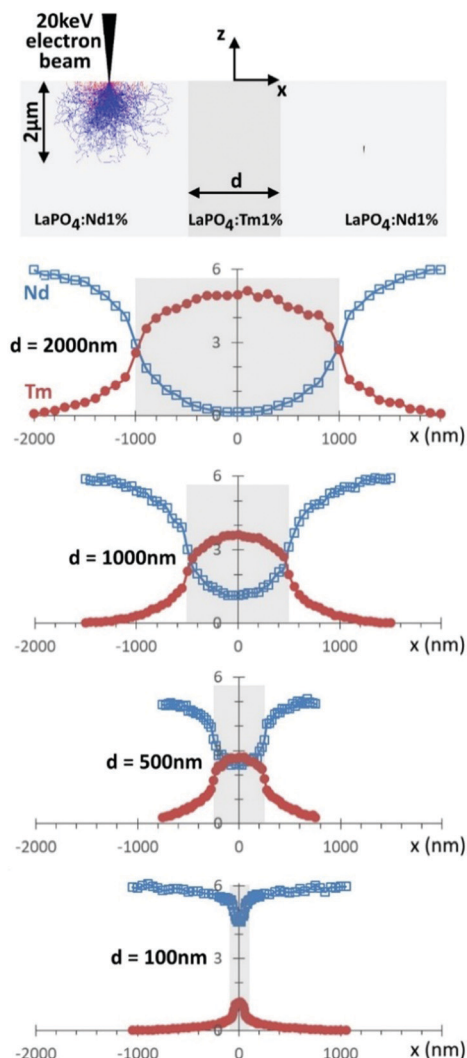 20keV
electron
beam
z
x
2μm
d
LaPO₄:Nd1%
LaPO₄:Tm1%
LaPO₄:Nd1%
6
Nd
d = 2000nm
3
Tm
0
-2000 -1000 0 1000 x (nm)
6
d = 1000nm
3
0
-2000 -1000 0 1000 x (nm)
6
d = 500nm
3
0
-2000 -1000 0 1000 x (nm)
6
d = 100nm
3
0
-2000 -1000 0 1000 x (nm)